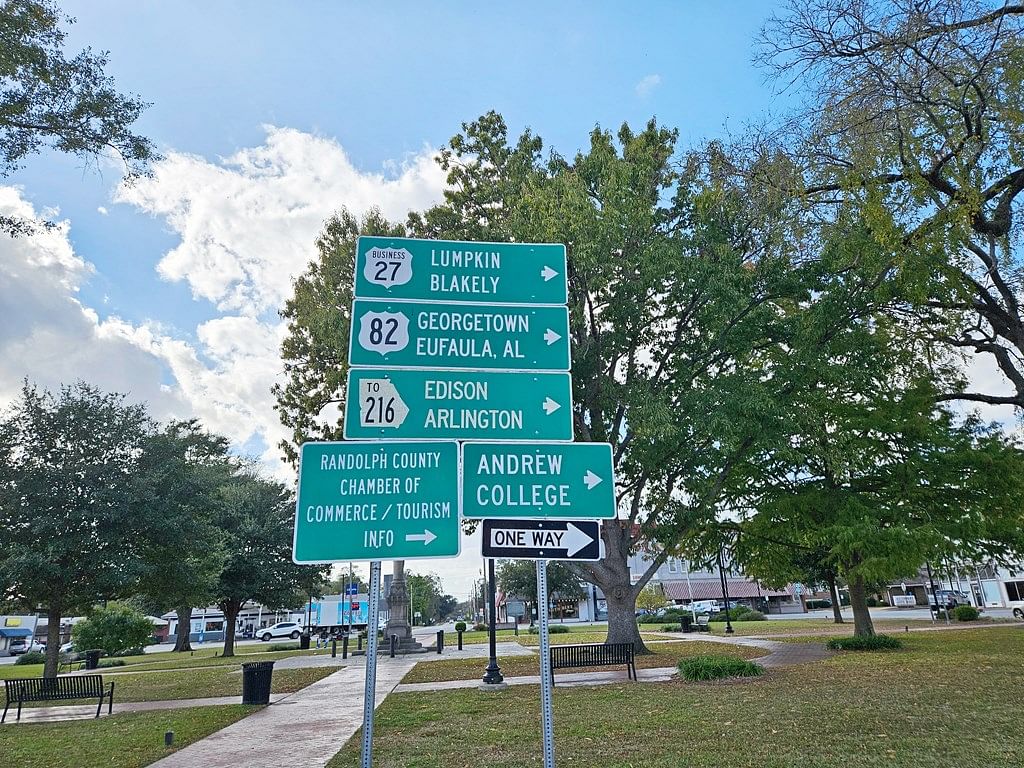 BUSINESS
27
LUMPKIN
BLAKELY
82
GEORGETOWN
EUFAULA, AL
TO
216
EDISON
ARLINGTON
RANDOLPH COUNTY
CHAMBER OF
COMMERCE / TOURISM
INFO
ANDREW
COLLEGE
ONE WAY